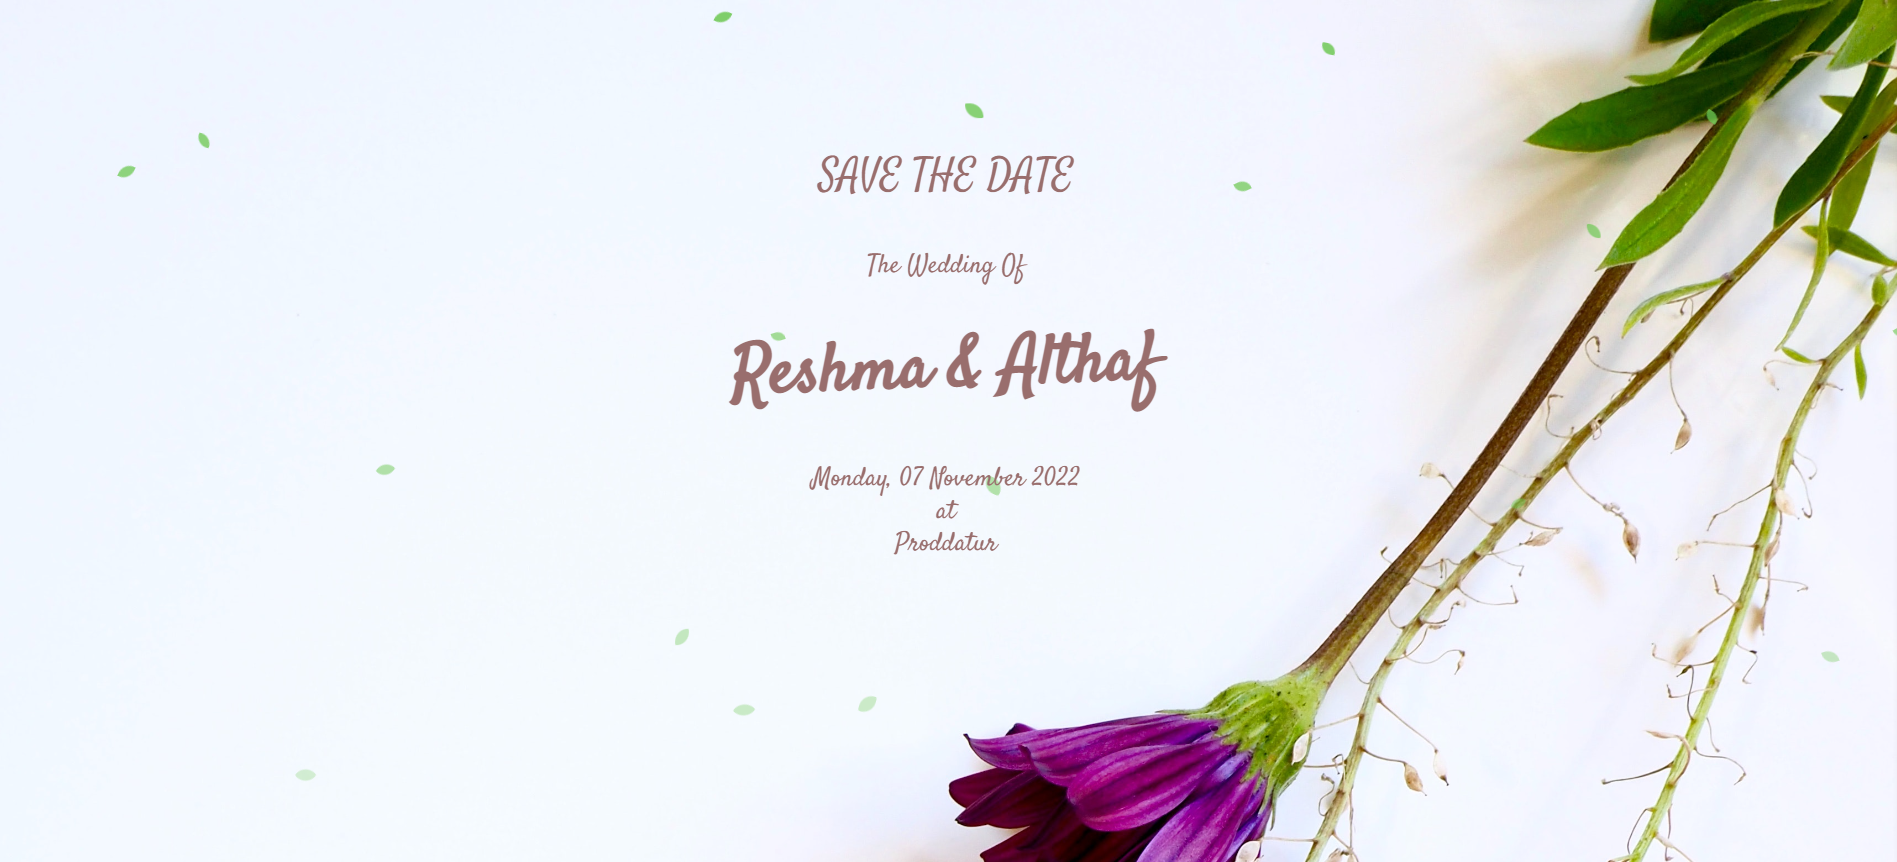 SAVE THE DATE
The Wedding Of
Reshma & Althaf
Monday, 07 November 2022
at
Proddatur